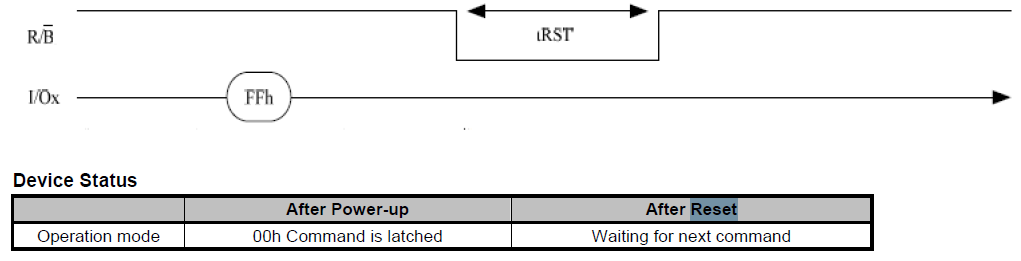 R/B̅
tRST
I/Ox
FFh
Device Status
After Power-up After Reset
Operation mode 00h Command is latched Waiting for next command